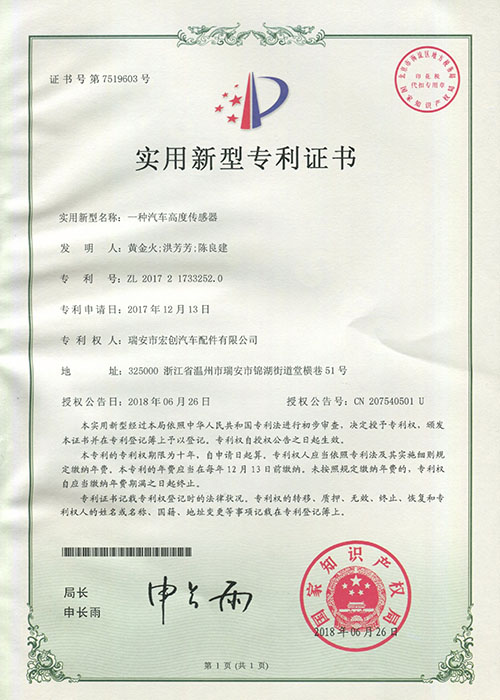 证书号第7519603号
印花税
代扣专用章
实用新型专利证书
实用新型名称：一种汽车高度传感器
发明人：黄金火;洪芳芳;陈良建
专利号：ZL 2017 2 1733252.0
专利申请日：2017年12月13日
专利权人：瑞安市宏创汽车配件有限公司
地址：325000 浙江省温州市瑞安市锦湖街道堂横巷51号
授权公告日：2018年06月26日 授权公告号：CN 207540501 U
本实用新型经过本局依照中华人民共和国专利法进行初步审查，决定授予专利权，颁
发本证书并在专利登记簿上予以登记。专利权自授权公告之日起生效。
本专利的专利权期限为十年，自申请日起算。专利权人应当依照专利法及其实施细则规
定缴纳年费。本专利的年费应当在每年12月13日前缴纳。未按照规定缴纳年费的，专利权
自应当缴纳年费期满之日起终止。
专利证书记载专利权登记时的法律状况。专利权的转移、质押、无效、终止、恢复和专
利权人的姓名或名称、国籍、地址变更等事项记载在专利登记簿上。
局长
申长雨
申长雨
国家知识产权局
2018年06月26日
第1页(共1页)